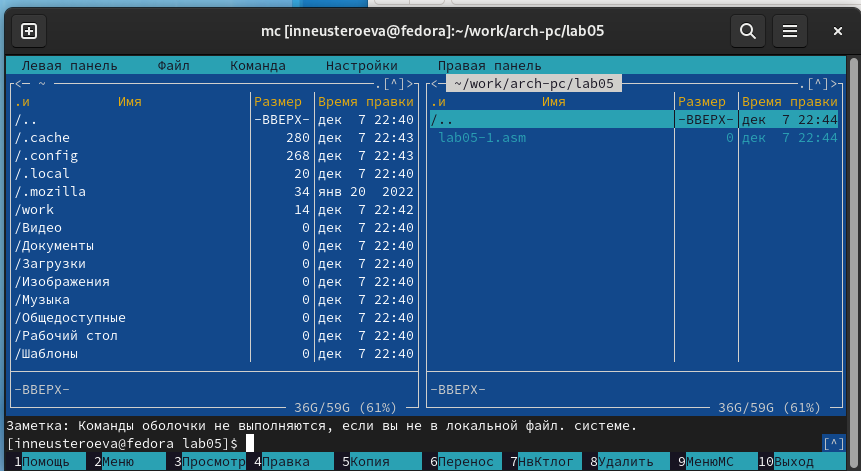 mc [inneusteroeva@fedora]:~/work/arch-pc/lab05
Левая панель Файл Команда Настройки Правая панель
<— ~ .[^]> <— ~/work/arch-pc/lab05 .[^]>
.и Имя Размер Время правки .и Имя Размер Время правки
/.. -ВВЕРХ- дек 7 22:40 /.. -ВВЕРХ- дек 7 22:44
/.cache 280 дек 7 22:43 lab05-1.asm 0 дек 7 22:44
/.config 268 дек 7 22:43
/.local 20 дек 7 22:40
/.mozilla 34 янв 20 2022
/work 14 дек 7 22:42
/Видео 0 дек 7 22:40
/Документы 0 дек 7 22:40
/Загрузки 0 дек 7 22:40
/Изображения 0 дек 7 22:40
/Музыка 0 дек 7 22:40
/Общедоступные 0 дек 7 22:40
/Рабочий стол 0 дек 7 22:40
/Шаблоны 0 дек 7 22:40
-ВВЕРХ- -ВВЕРХ-
36G/59G (61%) 36G/59G (61%)
Заметка: Команды оболочки не выполняются, если вы не в локальной файл. системе.
[inneusteroeva@fedora lab05]$ [^]
1Помощь 2Меню 3Просмотр 4Правка 5Копия 6Перенос 7НвКтлог 8Удалить 9МенюМС 10Выход